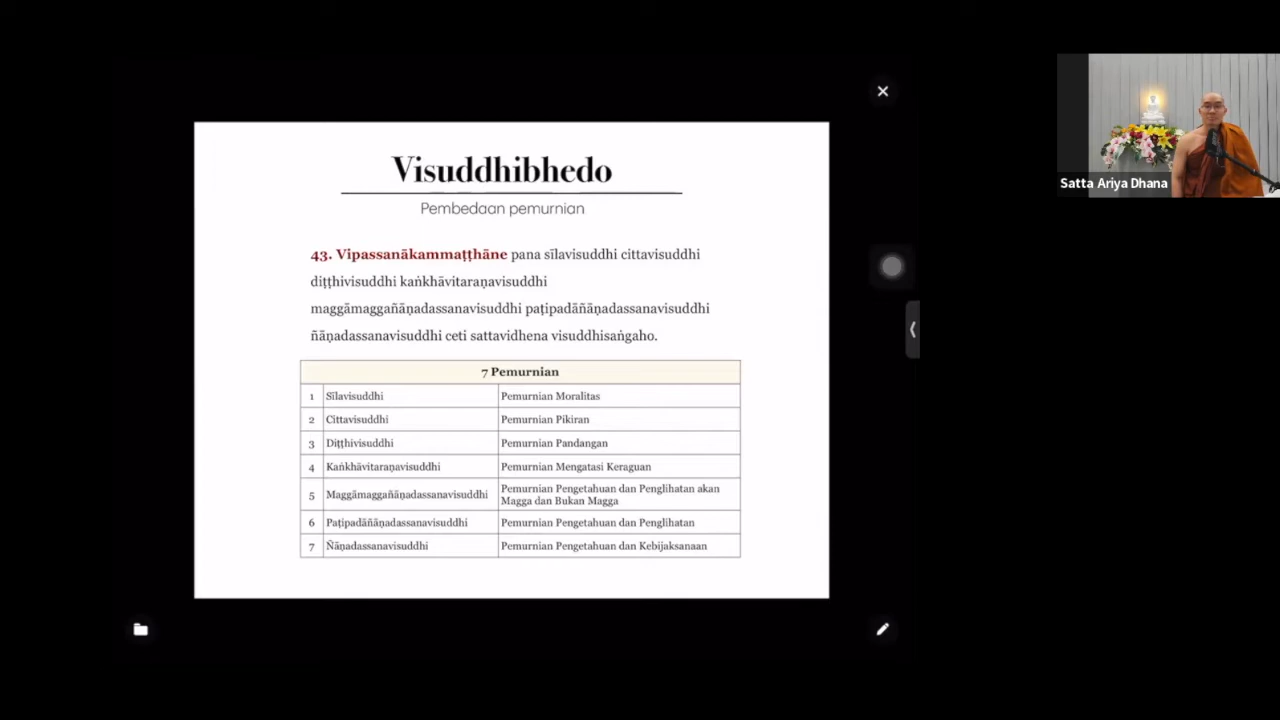 Visuddhibhedo
Pembedaan pemurnian
43. Vipassanākammaṭṭhāne pana sīlavisuddhi cittavisuddhi
diṭṭhivisuddhi kaṅkhāvitaraṇavisuddhi
maggāmaggañāṇadassanavisuddhi paṭipadāñāṇadassanavisuddhi
ñāṇadassanavisuddhi ceti sattavidhena visuddhisaṅgaho.
7 Pemurnian
1 Sīlavisuddhi Pemurnian Moralitas
2 Cittavisuddhi Pemurnian Pikiran
3 Diṭṭhivisuddhi Pemurnian Pandangan
4 Kaṅkhāvitaraṇavisuddhi Pemurnian Mengatasi Keraguan
5 Maggāmaggañāṇadassanavisuddhi Pemurnian Pengetahuan dan Penglihatan akan
Magga dan Bukan Magga
6 Paṭipadāñāṇadassanavisuddhi Pemurnian Pengetahuan dan Penglihatan
7 Ñāṇadassanavisuddhi Pemurnian Pengetahuan dan Kebijaksanaan
Satta Ariya Dhana